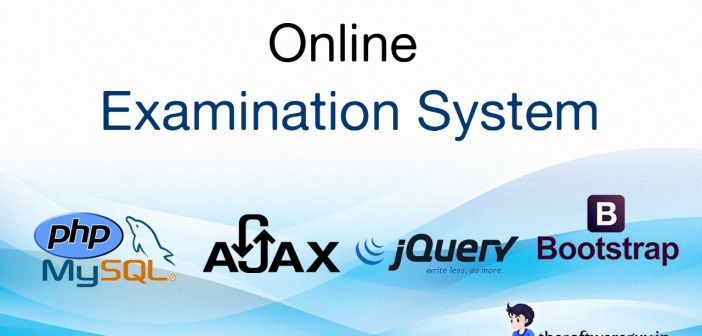 Online
Examination System
php
MySQL
AJAX
jQuery
write less, do more.
B
Bootstrap